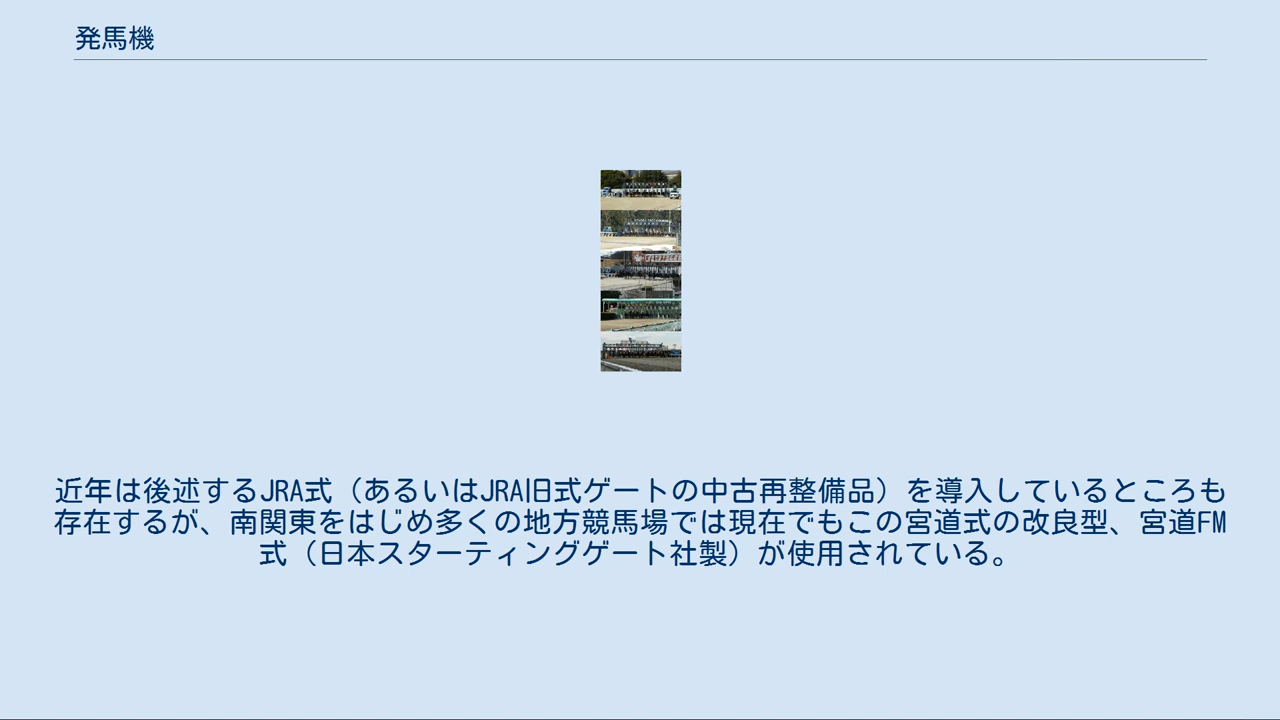 発馬機
近年は後述するJRA式（あるいはJRA旧式ゲートの中古再整備品）を導入しているところも
存在するが、南関東をはじめ多くの地方競馬場では現在でもこの宮道式の改良型、宮道FM
式（日本スターティングゲート社製）が使用されている。